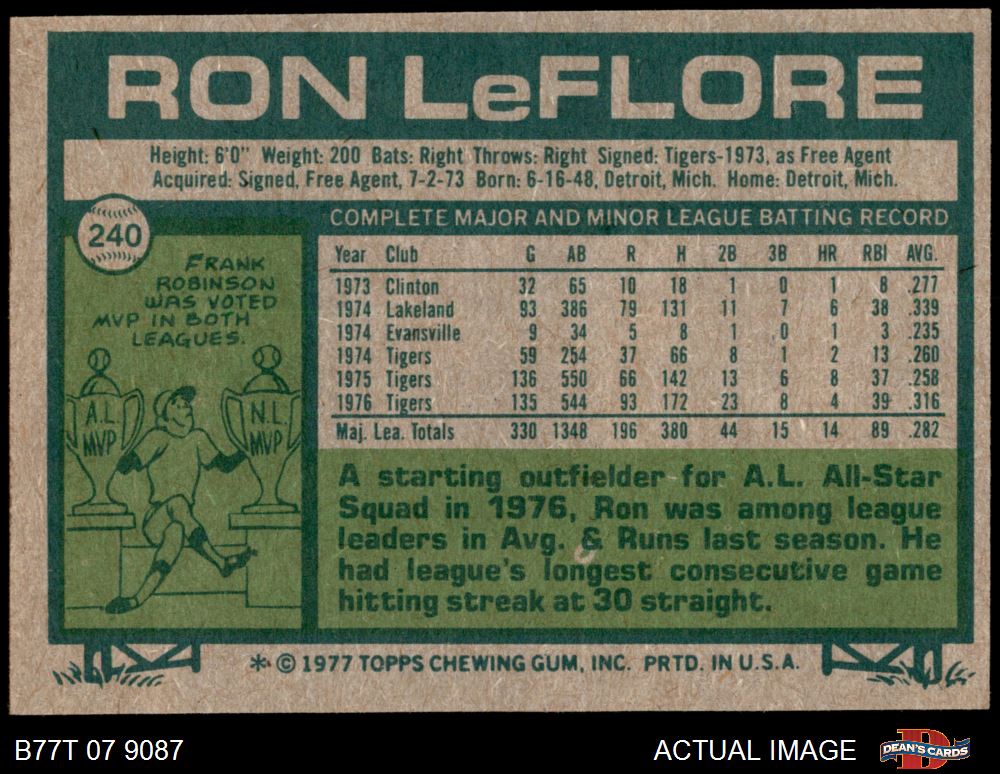 RON LeFLORE
Height: 6'0" Weight: 200 Bats: Right Throws: Right Signed: Tigers-1973, as Free Agent
Acquired: Signed, Free Agent, 7-2-73 Born: 6-16-48, Detroit, Mich. Home: Detroit, Mich.
240
FRANK
ROBINSON
WAS VOTED
MVP IN BOTH
LEAGUES.
A.L.
MVP
N.L.
MVP
COMPLETE MAJOR AND MINOR LEAGUE BATTING RECORD
Year Club G AB R H 2B 3B HR RBI AVG.
1973 Clinton 32 65 10 18 1 0 1 8 .277
1974 Lakeland 93 386 79 131 11 7 6 38 .339
1974 Evansville 9 34 5 8 1 0 1 3 .235
1974 Tigers 59 254 37 66 8 1 2 13 .260
1975 Tigers 136 550 66 142 13 6 8 37 .258
1976 Tigers 135 544 93 172 23 8 4 39 .316
Maj. Lea. Totals 330 1348 196 380 44 15 14 89 .282
A starting outfielder for A.L. All-Star
Squad in 1976, Ron was among league
leaders in Avg. & Runs last season. He
had league's longest consecutive game
hitting streak at 30 straight.
* © 1977 TOPPS CHEWING GUM, INC. PRTD. IN U.S.A.
B77T 07 9087
ACTUAL IMAGE
DEAN'S CARDS